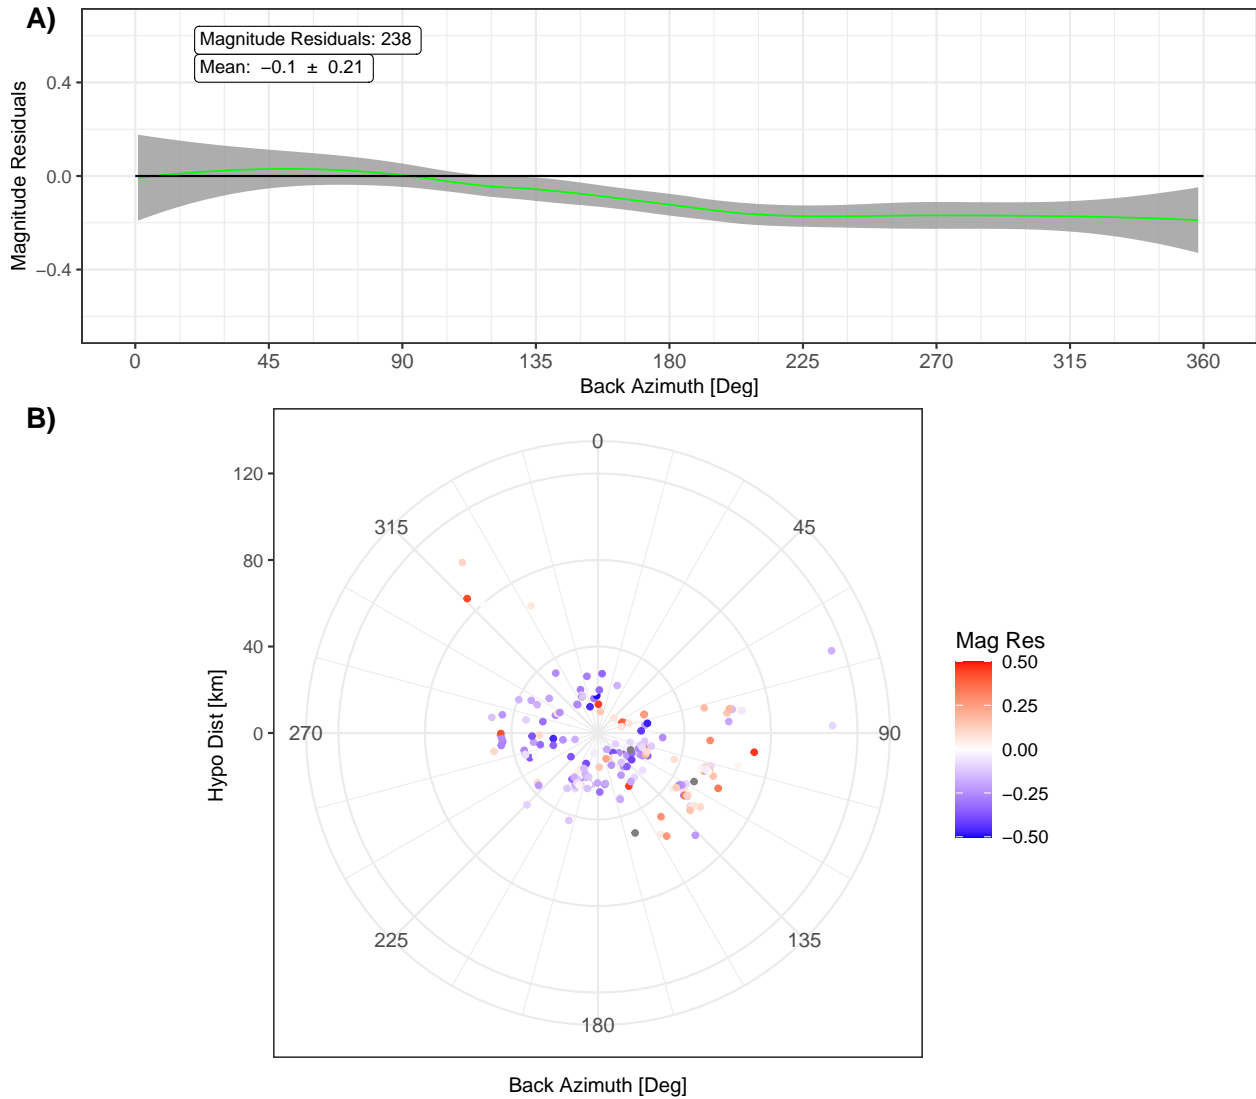 A)
Magnitude Residuals: 238
Mean: −0.1 ± 0.21
Magnitude Residuals
0.4
0.0
−0.4
0 45 90 135 180 225 270 315 360
Back Azimuth [Deg]
B)
Hypo Dist [km]
120
80
40
0
0
45
90
135
180
225
270
315
Back Azimuth [Deg]
Mag Res
0.50
0.25
0.00
−0.25
−0.50